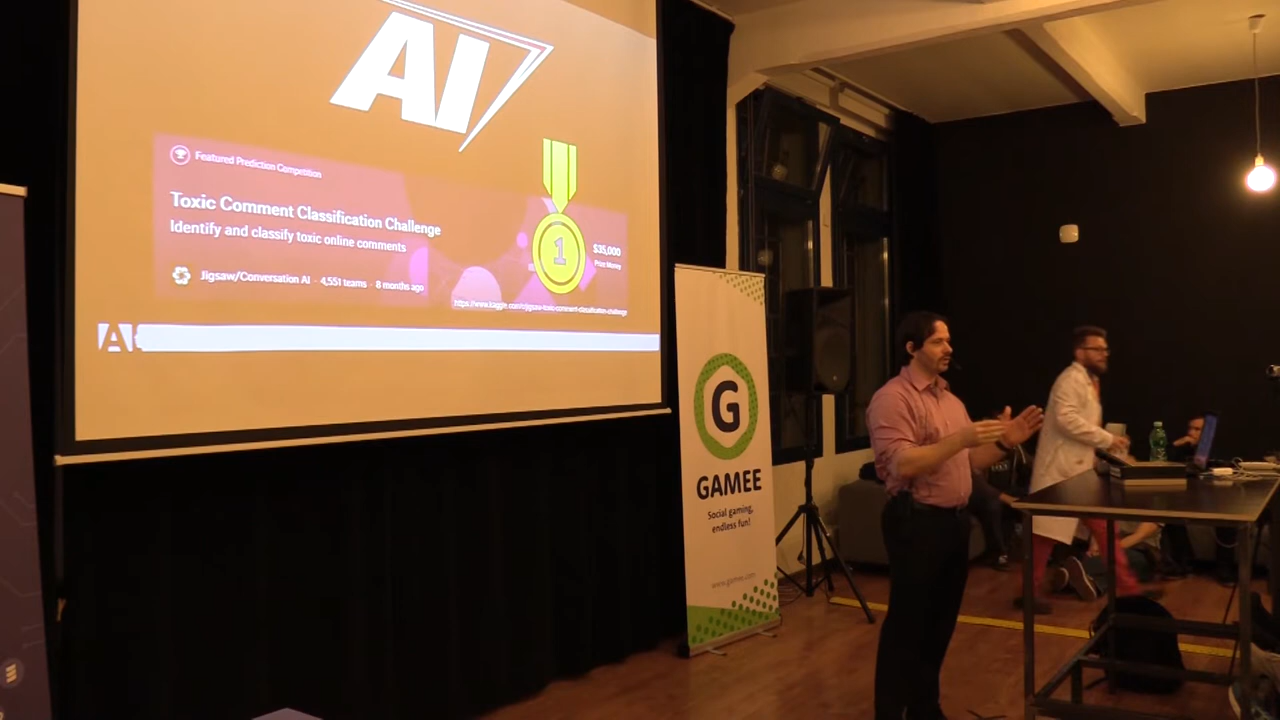 AI
Featured Prediction Competition
Toxic Comment Classification Challenge
Identify and classify toxic online comments
1
$35,000
Prize Money
Jigsaw/Conversation AI · 4,551 teams · 8 months ago
https://www.kaggle.com/c/jigsaw-toxic-comment-classification-challenge
A
G
GAMEE
Social gaming,
endless fun!
www.gamee.com